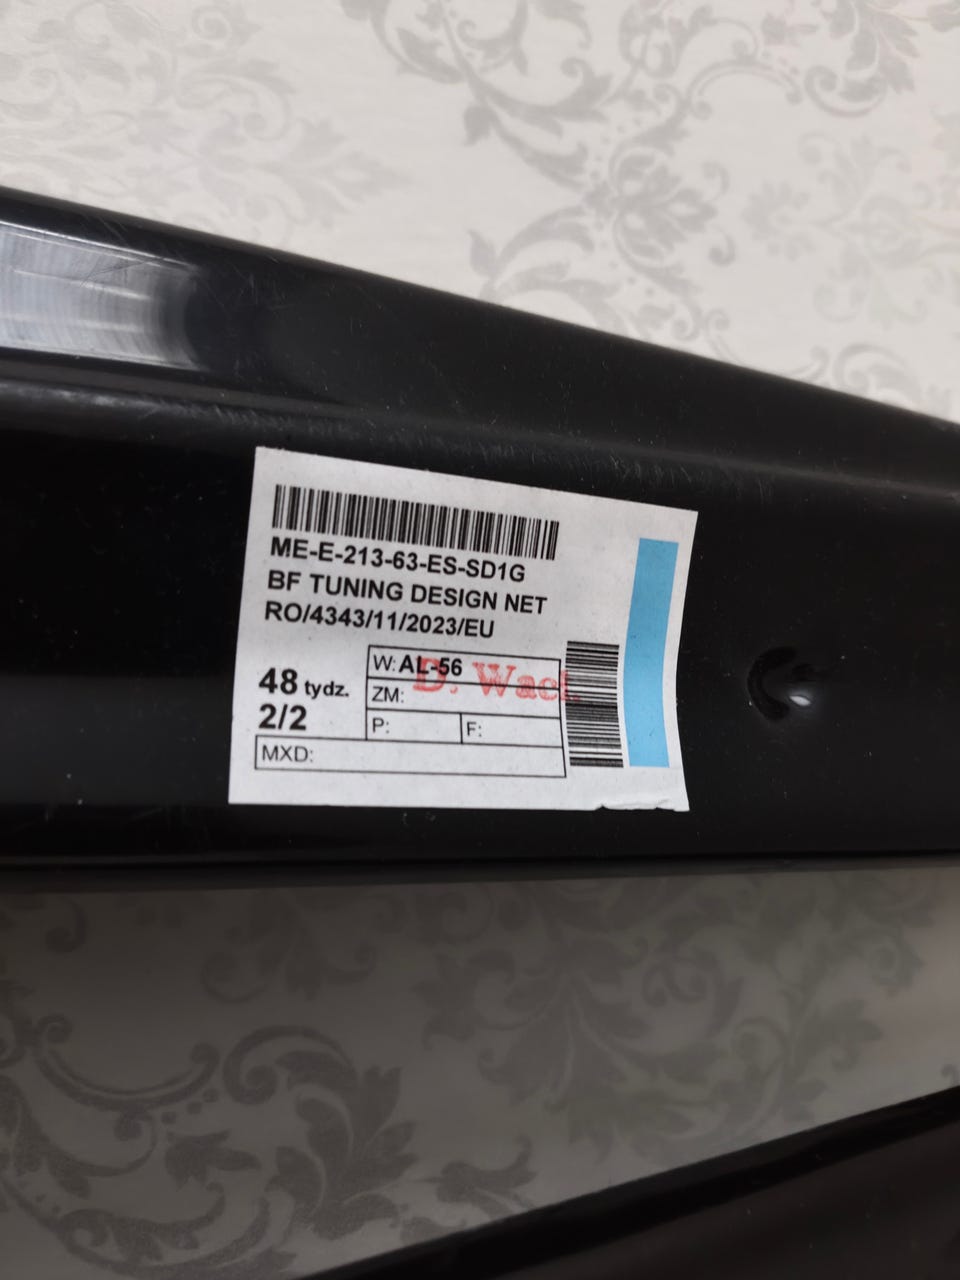 ME-E-213-63-ES-SD1G
BF TUNING DESIGN NET
RO/4343/11/2023/EU
48 tydz.
2/2
W: AL-56
ZM:
P: F:
MXD:
D.